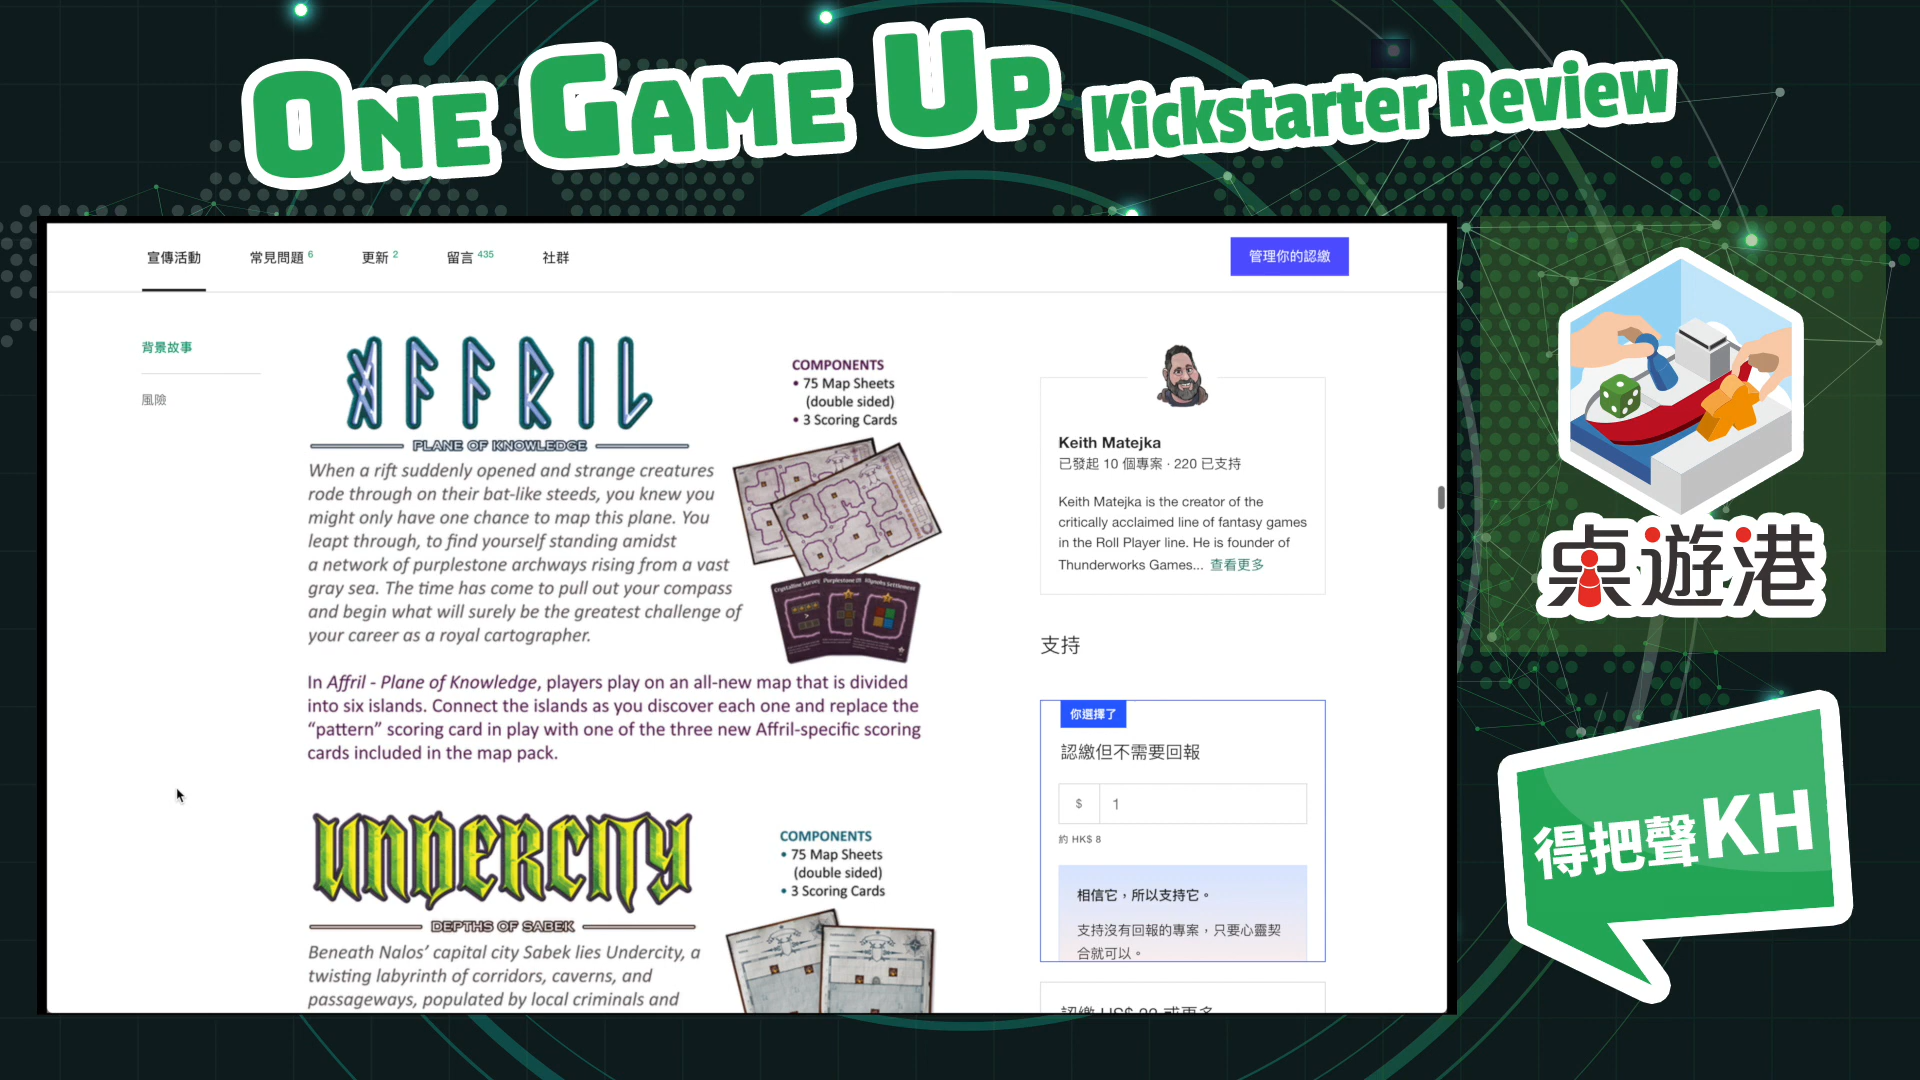 ONE GAME UP Kickstarter Review
宣傳活動 常見問題 6 更新 2 留言 435 社群
管理你的認繳
背景故事
風險
AFFRIL
PLANE OF KNOWLEDGE
When a rift suddenly opened and strange creatures
rode through on their bat-like steeds, you knew you
might only have one chance to map this plane. You
leapt through, to find yourself standing amidst
a network of purplestone archways rising from a vast
gray sea. The time has come to pull out your compass
and begin what will surely be the greatest challenge of
your career as a royal cartographer.
COMPONENTS
• 75 Map Sheets
(double sided)
• 3 Scoring Cards
In Affril - Plane of Knowledge, players play on an all-new map that is divided
into six islands. Connect the islands as you discover each one and replace the
“pattern” scoring card in play with one of the three new Affril-specific scoring
cards included in the map pack.
UNDERCITY
DEPTHS OF SABEK
Beneath Nalos’ capital city Sabek lies Undercity, a
twisting labyrinth of corridors, caverns, and
passageways, populated by local criminals and
COMPONENTS
• 75 Map Sheets
(double sided)
• 3 Scoring Cards
Keith Matejka
已發起 10 個專案 · 220 已支持
Keith Matejka is the creator of the
critically acclaimed line of fantasy games
in the Roll Player line. He is founder of
Thunderworks Games... 查看更多
支持
你選擇了
認繳但不需要回報
$ 1
約 HK$ 8
相信它，所以支持它。
支持沒有回報的專案，只要心靈契
合就可以。
桌遊港
得把聲KH